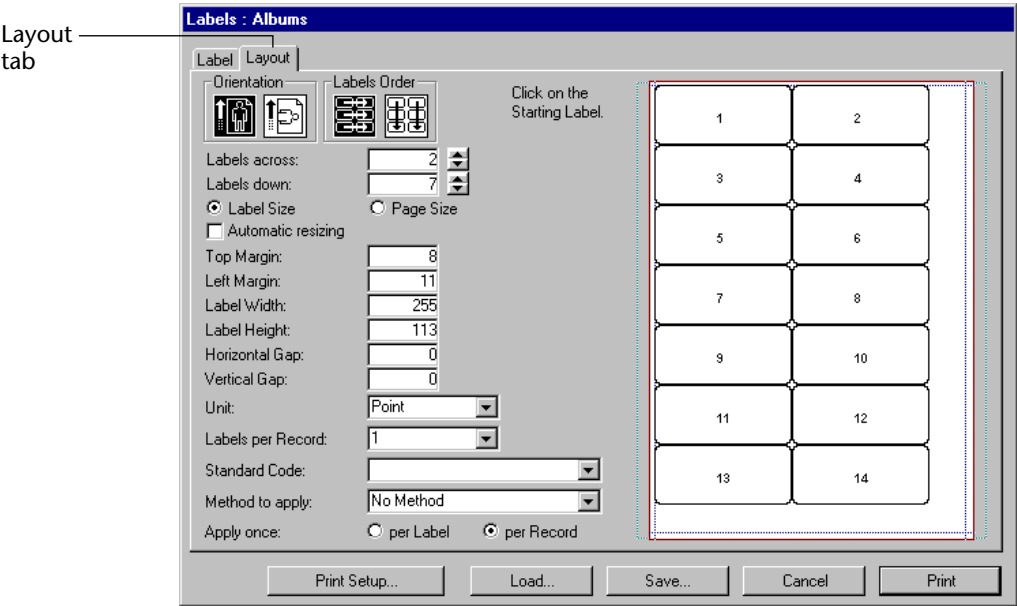 Layout
tab
Labels : Albums
Label Layout
Orientation Labels Order
Click on the
Starting Label.
Labels across: 2
Labels down: 7
Label Size Page Size
Automatic resizing
Top Margin: 8
Left Margin: 11
Label Width: 255
Label Height: 113
Horizontal Gap: 0
Vertical Gap: 0
Unit: Point
Labels per Record: 1
Standard Code:
Method to apply: No Method
Apply once: per Label per Record
1 2
3 4
5 6
7 8
9 10
11 12
13 14
Print Setup... Load... Save... Cancel Print